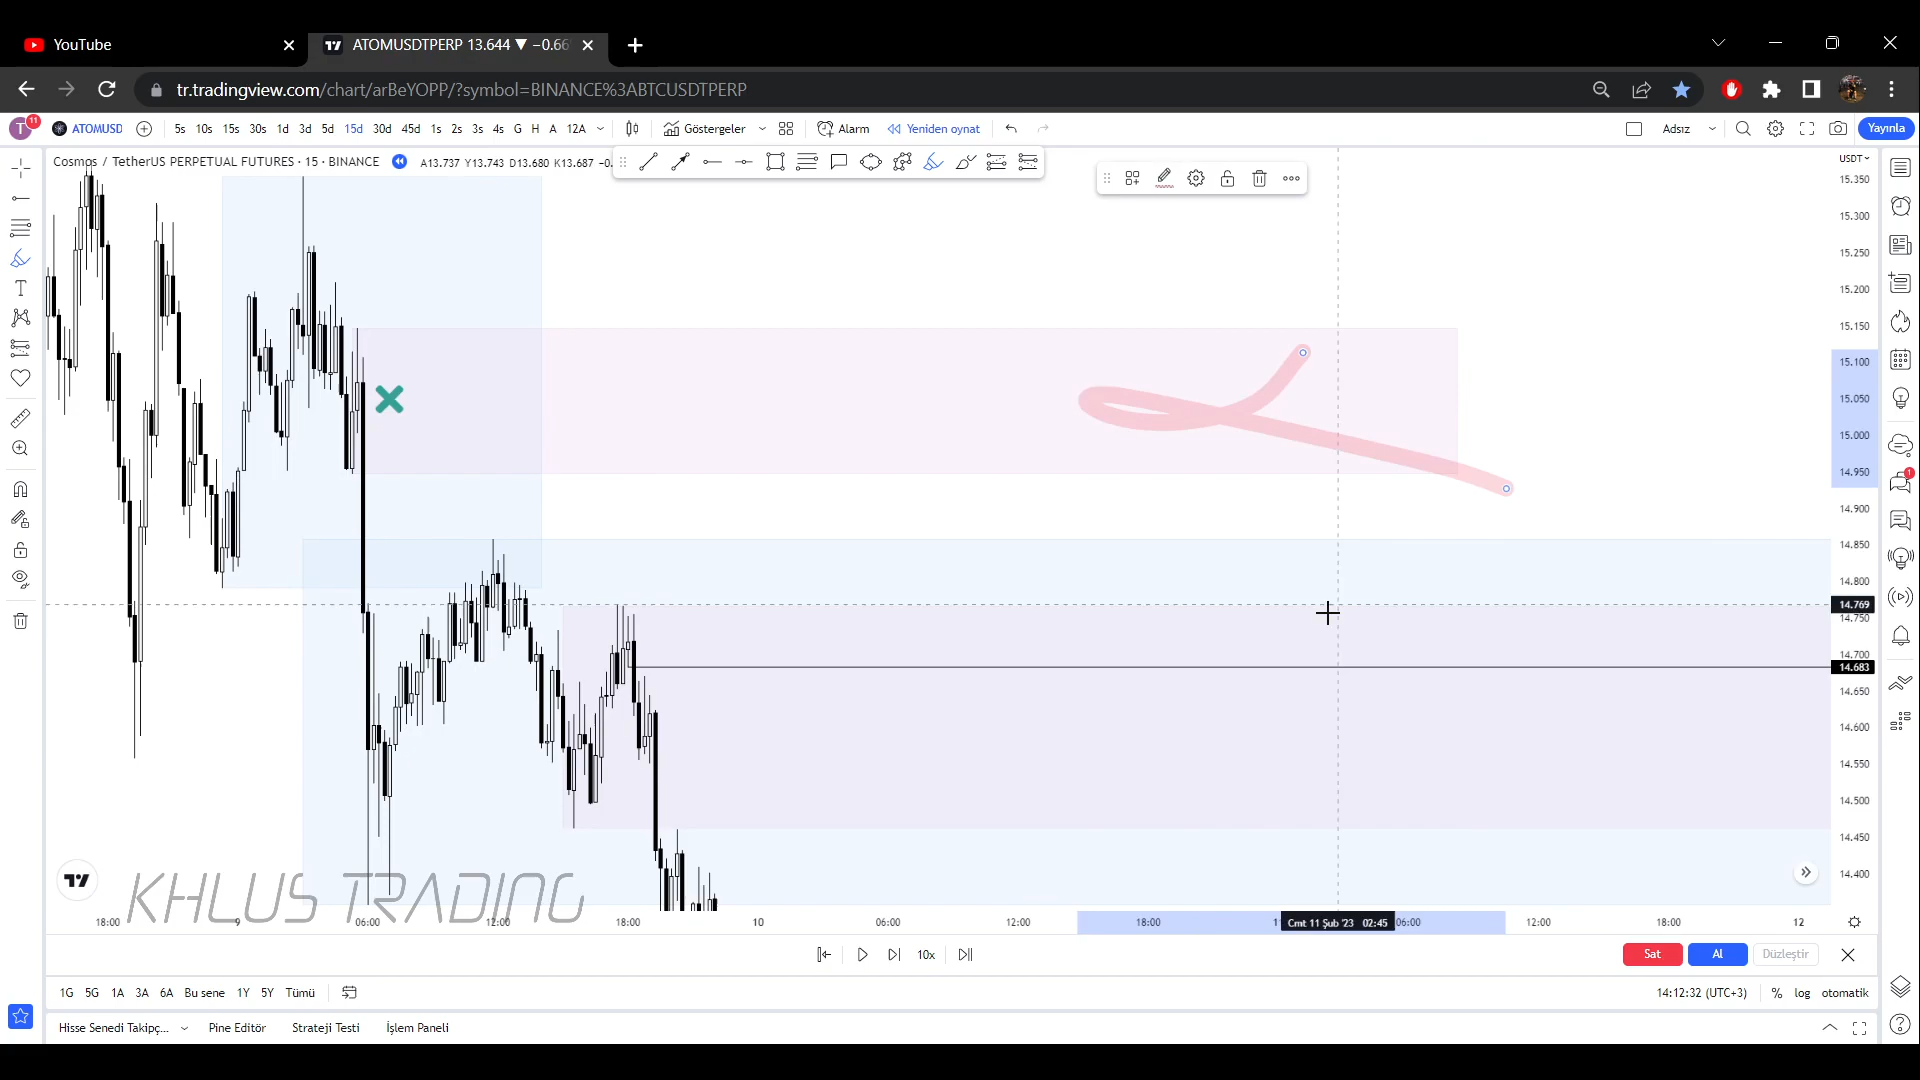 YouTube
ATOMUSDTPERP 13.644 ▼ −0.66
tr.tradingview.com/chart/arBeYOPP/?symbol=BINANCE%3ABTCUSDTPERP
T 11 ATOMUSD 5s 10s 15s 30s 1d 3d 5d 15d 30d 45d 1s 2s 3s 4s G H A 12A Göstergeler Alarm Yeniden oynat Adsız Yayınla
Cosmos / TetherUS PERPETUAL FUTURES · 15 · BINANCE A13.737 Y13.743 D13.680 K13.687 −0.
USDT
15.350
15.300
15.250
15.200
15.150
15.100
15.050
15.000
14.950
14.900
14.850
14.800
14.769
14.750
14.700
14.683
14.650
14.600
14.550
14.500
14.450
14.400
1
KHLUS TRADING
18:00 9 06:00 12:00 18:00 10 06:00 12:00 18:00 1 Cmt 11 Şub '23 02:45 06:00 12:00 18:00 12
10x Sat Al Düzleştir
1G 5G 1A 3A 6A Bu sene 1Y 5Y Tümü 14:12:32 (UTC+3) % log otomatik
Hisse Senedi Takipç... Pine Editör Strateji Testi İşlem Paneli